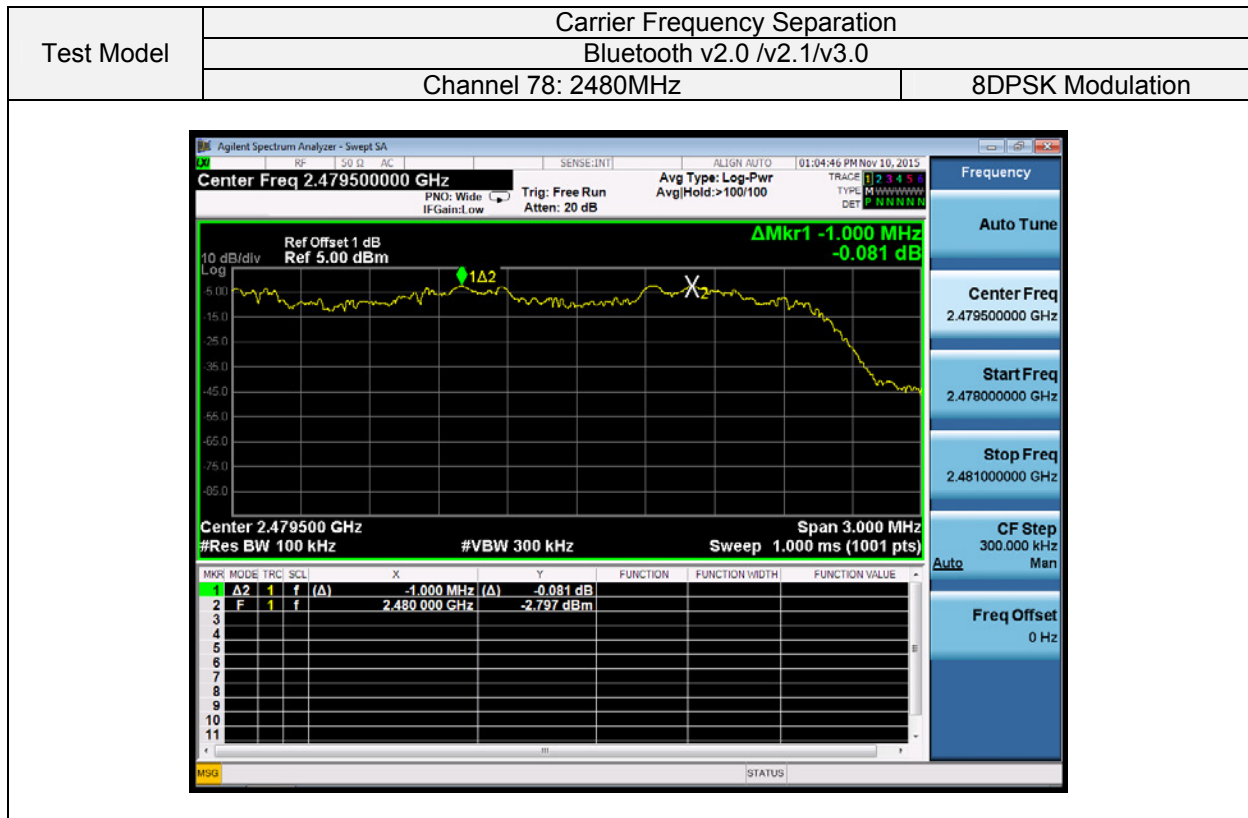 Test Model
Carrier Frequency Separation
Bluetooth v2.0 /v2.1/v3.0
Channel 78: 2480MHz 8DPSK Modulation
Agilent Spectrum Analyzer - Swept SA
LXI RF 50 Ω AC SENSE:INT ALIGN AUTO 01:04:46 PM Nov 10, 2015
Center Freq 2.479500000 GHz
PNO: Wide
IFGain:Low
Trig: Free Run
Atten: 20 dB
Avg Type: Log-Pwr
Avg|Hold:>100/100
TRACE 1 2 3 4 5 6
TYPE M WWWWW
DET P N N N N N
Ref Offset 1 dB
10 dB/div Ref 5.00 dBm
Log
ΔMkr1 -1.000 MHz
-0.081 dB
1Δ2
2
-5.00
-15.0
-25.0
-35.0
-45.0
-55.0
-65.0
-75.0
-85.0
Center 2.479500 GHz Span 3.000 MHz
#Res BW 100 kHz #VBW 300 kHz Sweep 1.000 ms (1001 pts)
MKR MODE TRC SCL X Y FUNCTION FUNCTION WIDTH FUNCTION VALUE
1 Δ2 1 f (Δ) -1.000 MHz (Δ) -0.081 dB
2 F 1 f 2.480 000 GHz -2.797 dBm
3
4
5
6
7
8
9
10
11
MSG STATUS
Frequency
Auto Tune
Center Freq
2.479500000 GHz
Start Freq
2.478000000 GHz
Stop Freq
2.481000000 GHz
CF Step
300.000 kHz
Auto Man
Freq Offset
0 Hz